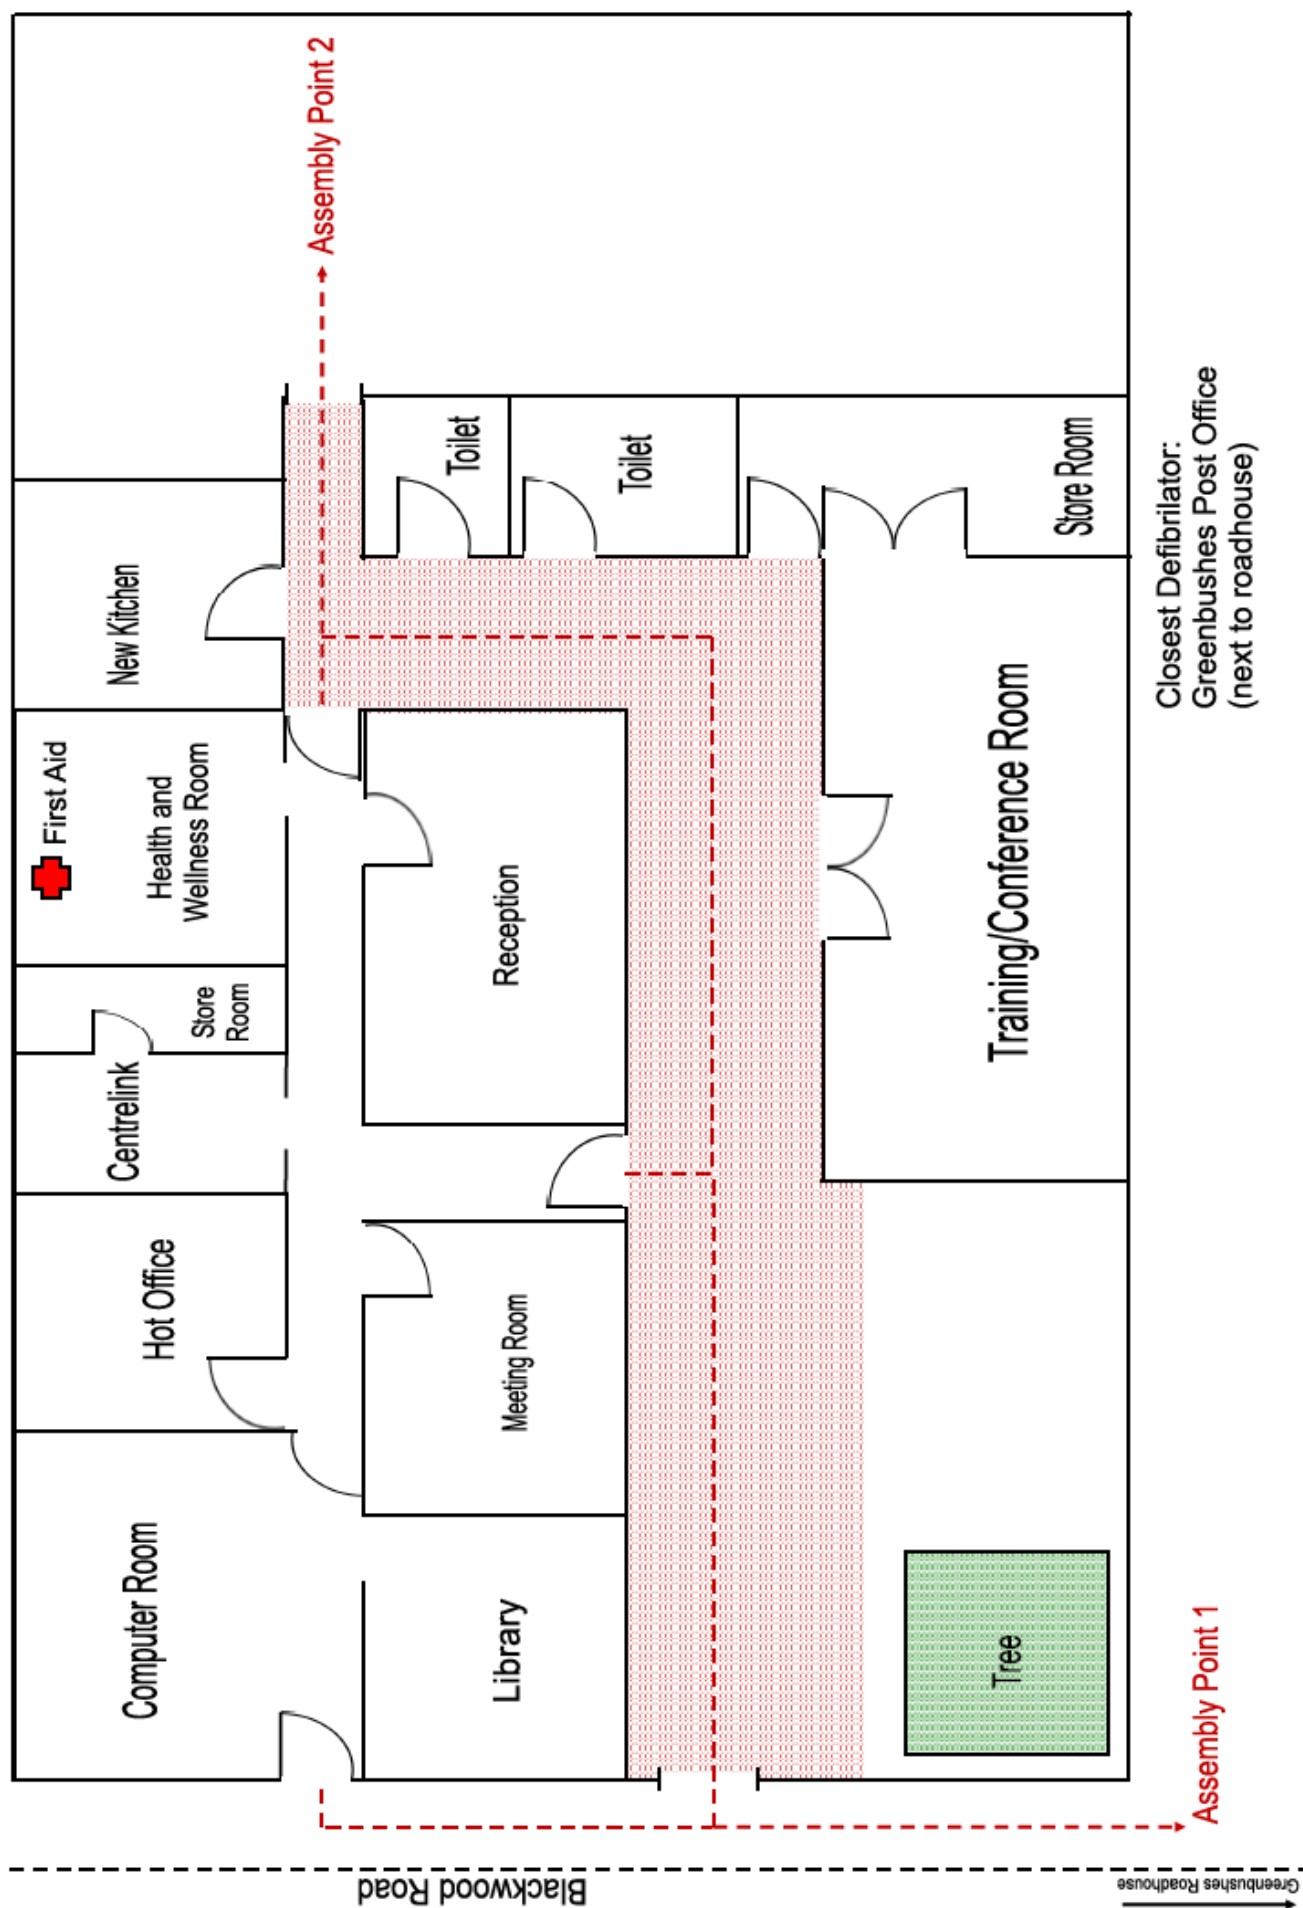 Assembly Point 2
New Kitchen
First Aid
Health and
Wellness Room
Store
Room
Centrelink
Hot Office
Computer Room
Toilet
Toilet
Store Room
Reception
Meeting Room
Library
Training/Conference Room
Tree
Closest Defibrilator:
Greenbushes Post Office
(next to roadhouse)
Assembly Point 1
Blackwood Road
Greenbushes Roadhouse